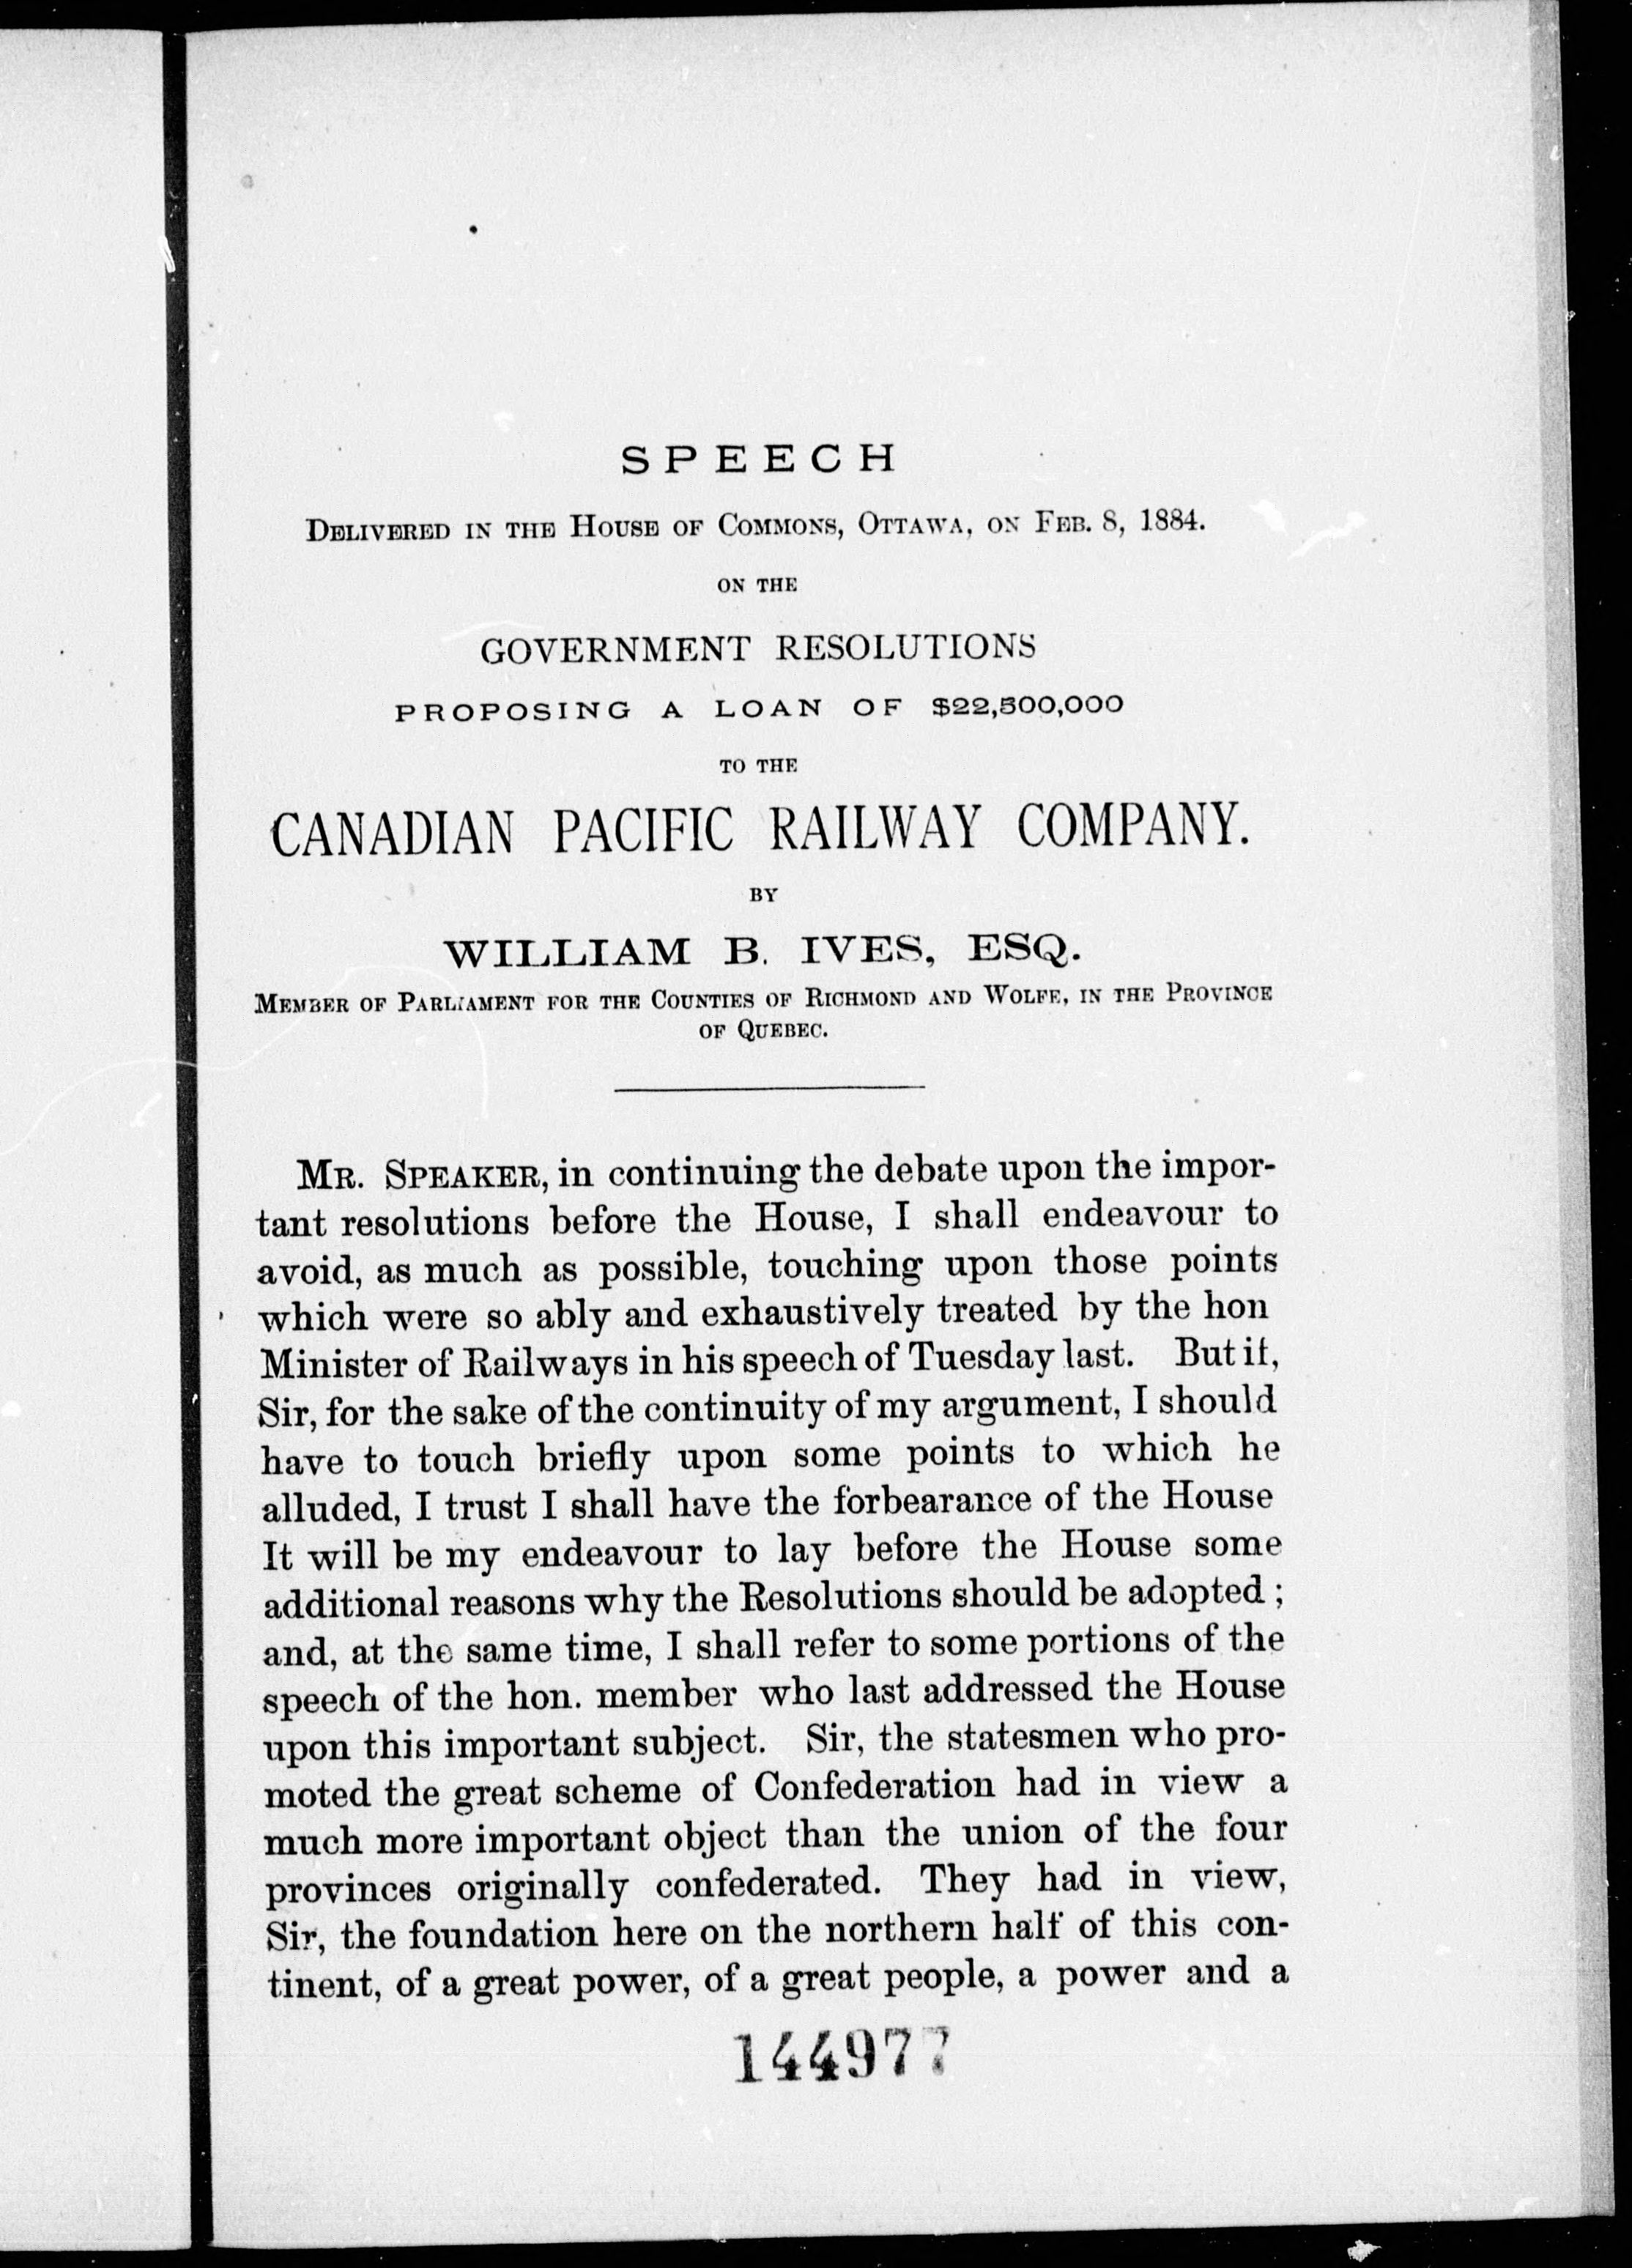 SPEECH
DELIVERED IN THE HOUSE OF COMMONS, OTTAWA, ON FEB. 8, 1884.
ON THE
GOVERNMENT RESOLUTIONS
PROPOSING A LOAN OF $22,500,000
TO THE
CANADIAN PACIFIC RAILWAY COMPANY.
BY
WILLIAM B. IVES, ESQ.
MEMBER OF PARLIAMENT FOR THE COUNTIES OF RICHMOND AND WOLFE, IN THE PROVINCE
OF QUEBEC.
MR. SPEAKER, in continuing the debate upon the impor-
tant resolutions before the House, I shall endeavour to
avoid, as much as possible, touching upon those points
which were so ably and exhaustively treated by the hon
Minister of Railways in his speech of Tuesday last. But if,
Sir, for the sake of the continuity of my argument, I should
have to touch briefly upon some points to which he
alluded, I trust I shall have the forbearance of the House
It will be my endeavour to lay before the House some
additional reasons why the Resolutions should be adopted ;
and, at the same time, I shall refer to some portions of the
speech of the hon. member who last addressed the House
upon this important subject. Sir, the statesmen who pro-
moted the great scheme of Confederation had in view a
much more important object than the union of the four
provinces originally confederated. They had in view,
Sir, the foundation here on the northern half of this con-
tinent, of a great power, of a great people, a power and a
144977